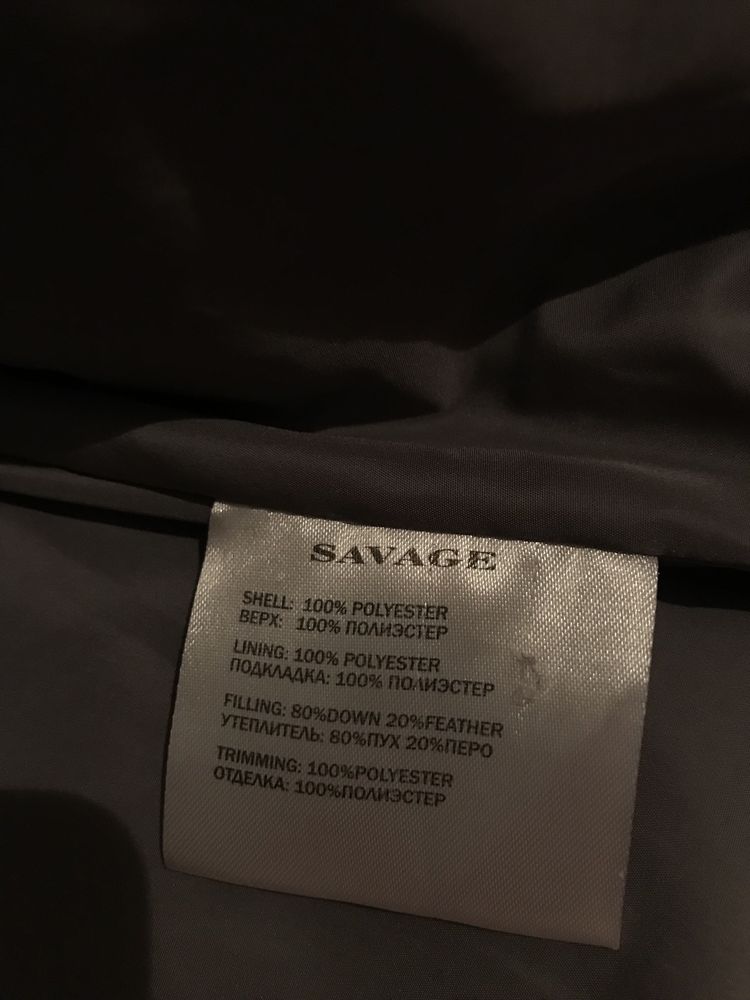 SAVAGE
SHELL: 100% POLYESTER
ВЕРХ: 100% ПОЛИЭСТЕР
LINING: 100% POLYESTER
ПОДКЛАДКА: 100% ПОЛИЭСТЕР
FILLING: 80%DOWN 20%FEATHER
УТЕПЛИТЕЛЬ: 80%ПУХ 20%ПЕРО
TRIMMING: 100%POLYESTER
ОТДЕЛКА: 100%ПОЛИЭСТЕР